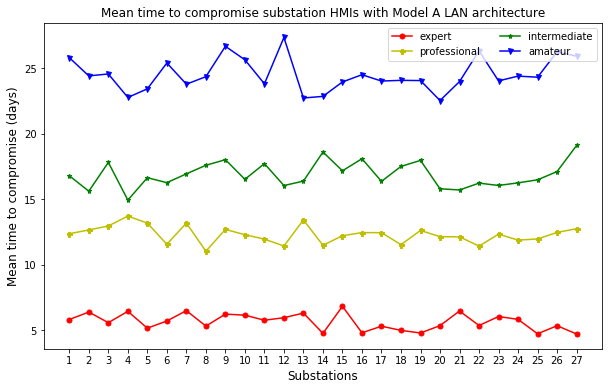 Mean time to compromise substation HMIs with Model A LAN architecture
expert
professional
intermediate
amateur
Mean time to compromise (days)
25
20
15
10
5
1 2 3 4 5 6 7 8 9 10 11 12 13 14 15 16 17 18 19 20 21 22 23 24 25 26 27
Substations